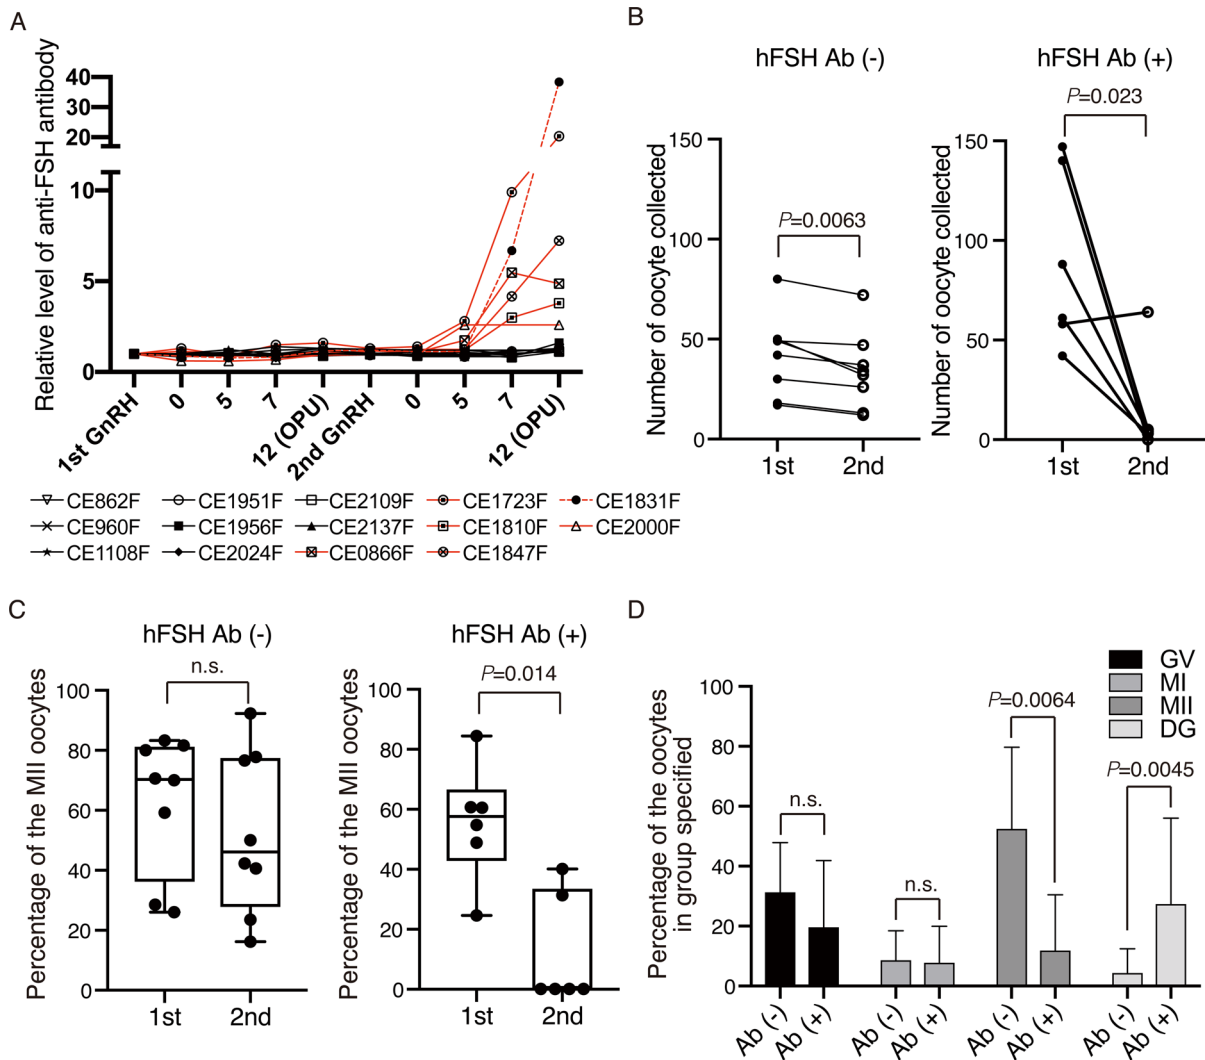 A
Relative level of anti-FSH antibody
40
30
20
10
5
0
1st GnRH
0
5
7
12 (OPU)
2nd GnRH
0
5
7
12 (OPU)
CE862F CE1951F CE2109F CE1723F CE1831F
CE960F CE1956F CE2137F CE1810F CE2000F
CE1108F CE2024F CE0866F CE1847F
B
hFSH Ab (-)
Number of oocyte collected
150
100
50
0
P=0.0063
1st 2nd
hFSH Ab (+)
Number of oocyte collected
150
100
50
0
P=0.023
1st 2nd
C
hFSH Ab (-)
Percentage of the MII oocytes
100
80
60
40
20
0
n.s.
1st 2nd
hFSH Ab (+)
Percentage of the MII oocytes
100
80
60
40
20
0
P=0.014
1st 2nd
D
GV
MI
MII
DG
Percentage of the oocytes
in group specified
100
80
60
40
20
0
n.s.
n.s.
P=0.0064
P=0.0045
Ab (-)
Ab (+)
Ab (-)
Ab (+)
Ab (-)
Ab (+)
Ab (-)
Ab (+)